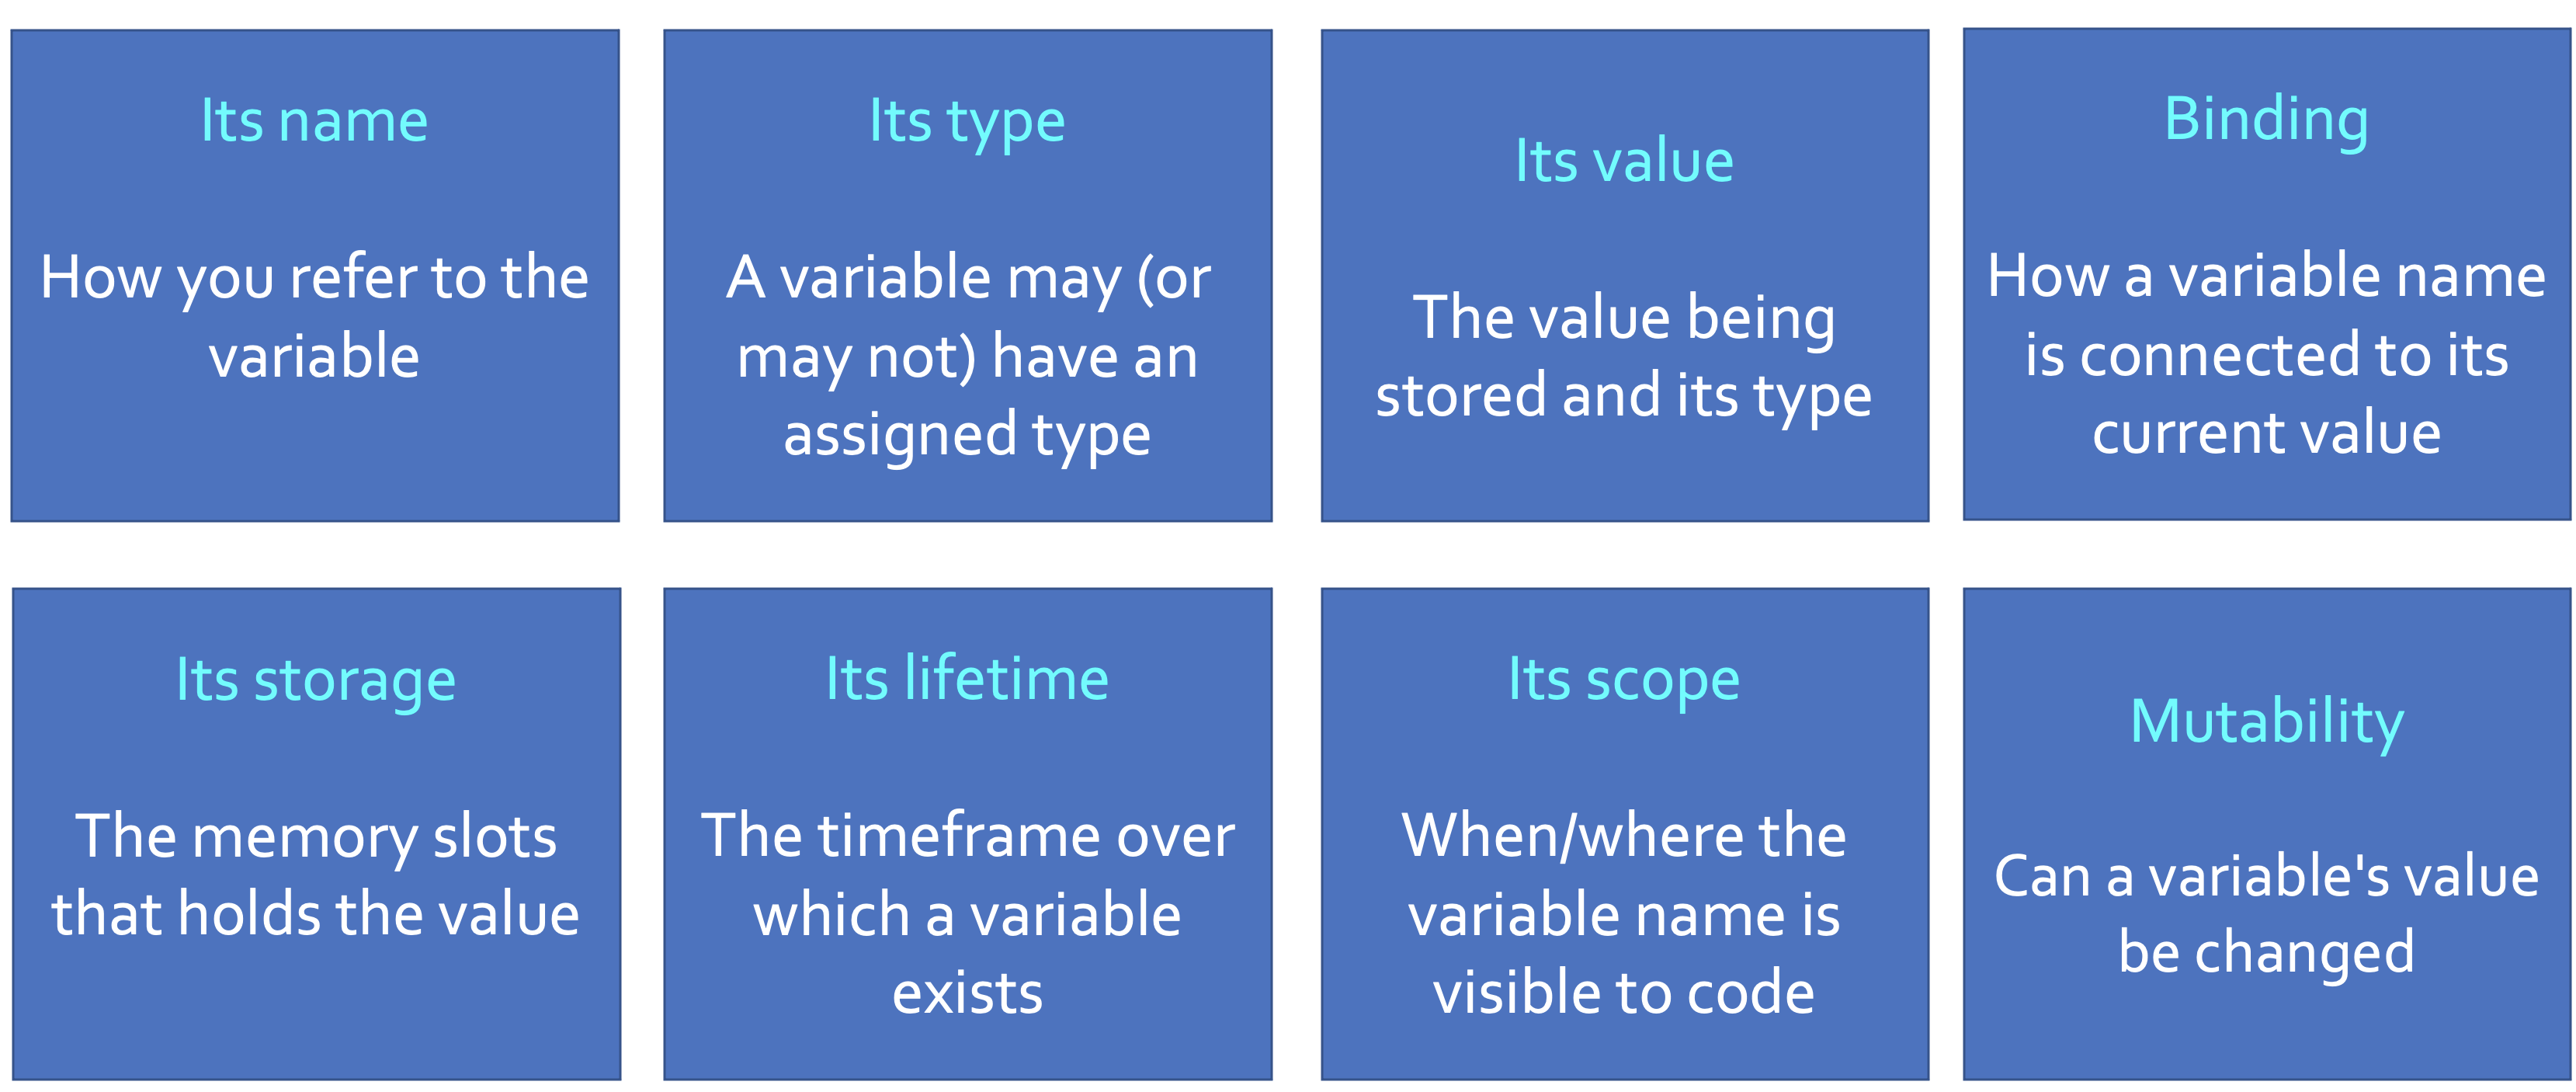 Its name
How you refer to the
variable
Its type
A variable may (or
may not) have an
assigned type
Its value
The value being
stored and its type
Binding
How a variable name
is connected to its
current value
Its storage
The memory slots
that holds the value
Its lifetime
The timeframe over
which a variable
exists
Its scope
When/where the
variable name is
visible to code
Mutability
Can a variable's value
be changed